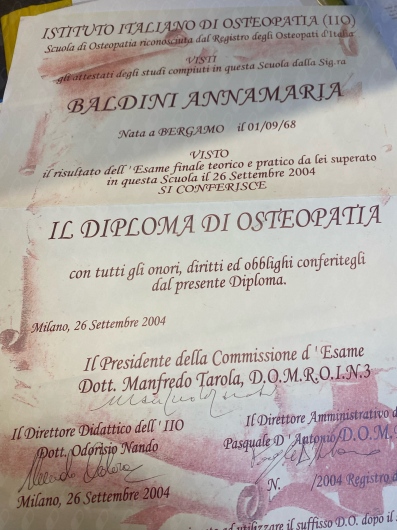 ISTITUTO ITALIANO DI OSTEOPATIA (IIO)
Scuola di Osteopatia riconosciuta dal Registro degli Osteopati d'Italia
VISTI
gli attestati degli studi compiuti in questa Scuola dalla Sig.ra
BALDINI ANNAMARIA
Nata a BERGAMO il 01/09/68
VISTO
il risultato dell'Esame finale teorico e pratico da lei superato
in questa Scuola il 26 Settembre 2004
SI CONFERISCE
IL DIPLOMA DI OSTEOPATIA
con tutti gli onori, diritti ed obblighi conferitegli
dal presente Diploma.
Milano, 26 Settembre 2004
Il Presidente della Commissione d'Esame
Dott. Manfredo Tarola, D.O.M.R.O.I.N.3
Il Direttore Didattico dell'IIO
Dott. Odorisio Nando
Milano, 26 Settembre 2004
Il Direttore Amministrativo d
Pasquale D'Antonio D.O.M.
N. /2004 Registro d
utilizzare il suffisso D.O. dopo il